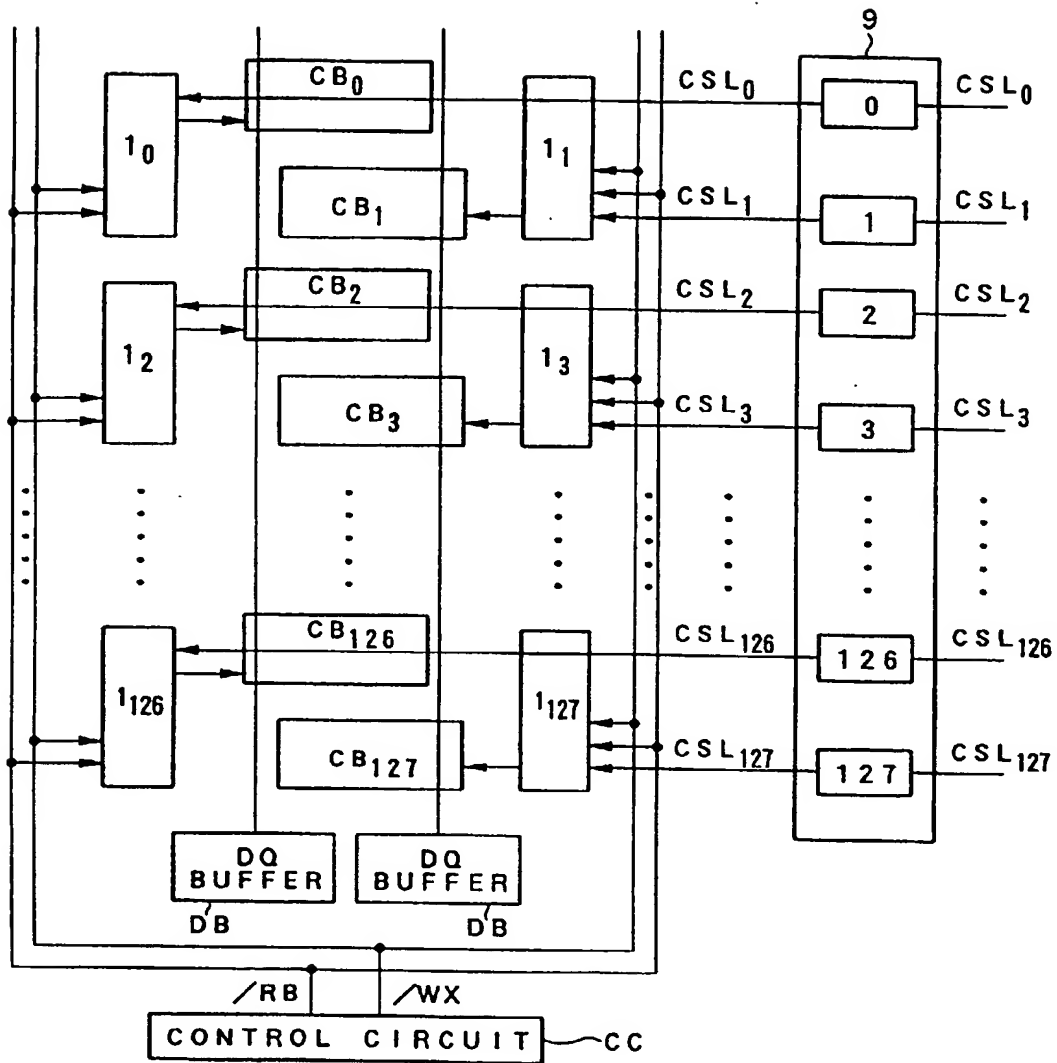 9
CB0 CSL0 0 CSL0
10 11
CB1 CSL1 1 CSL1
CB2 CSL2 2 CSL2
12 13
CB3 CSL3 3 CSL3
CB126 CSL126 126 CSL126
1126 1127
CB127 CSL127 127 CSL127
DQ DQ
BUFFER BUFFER
DB DB
/RB /WX
CONTROL CIRCUIT CC